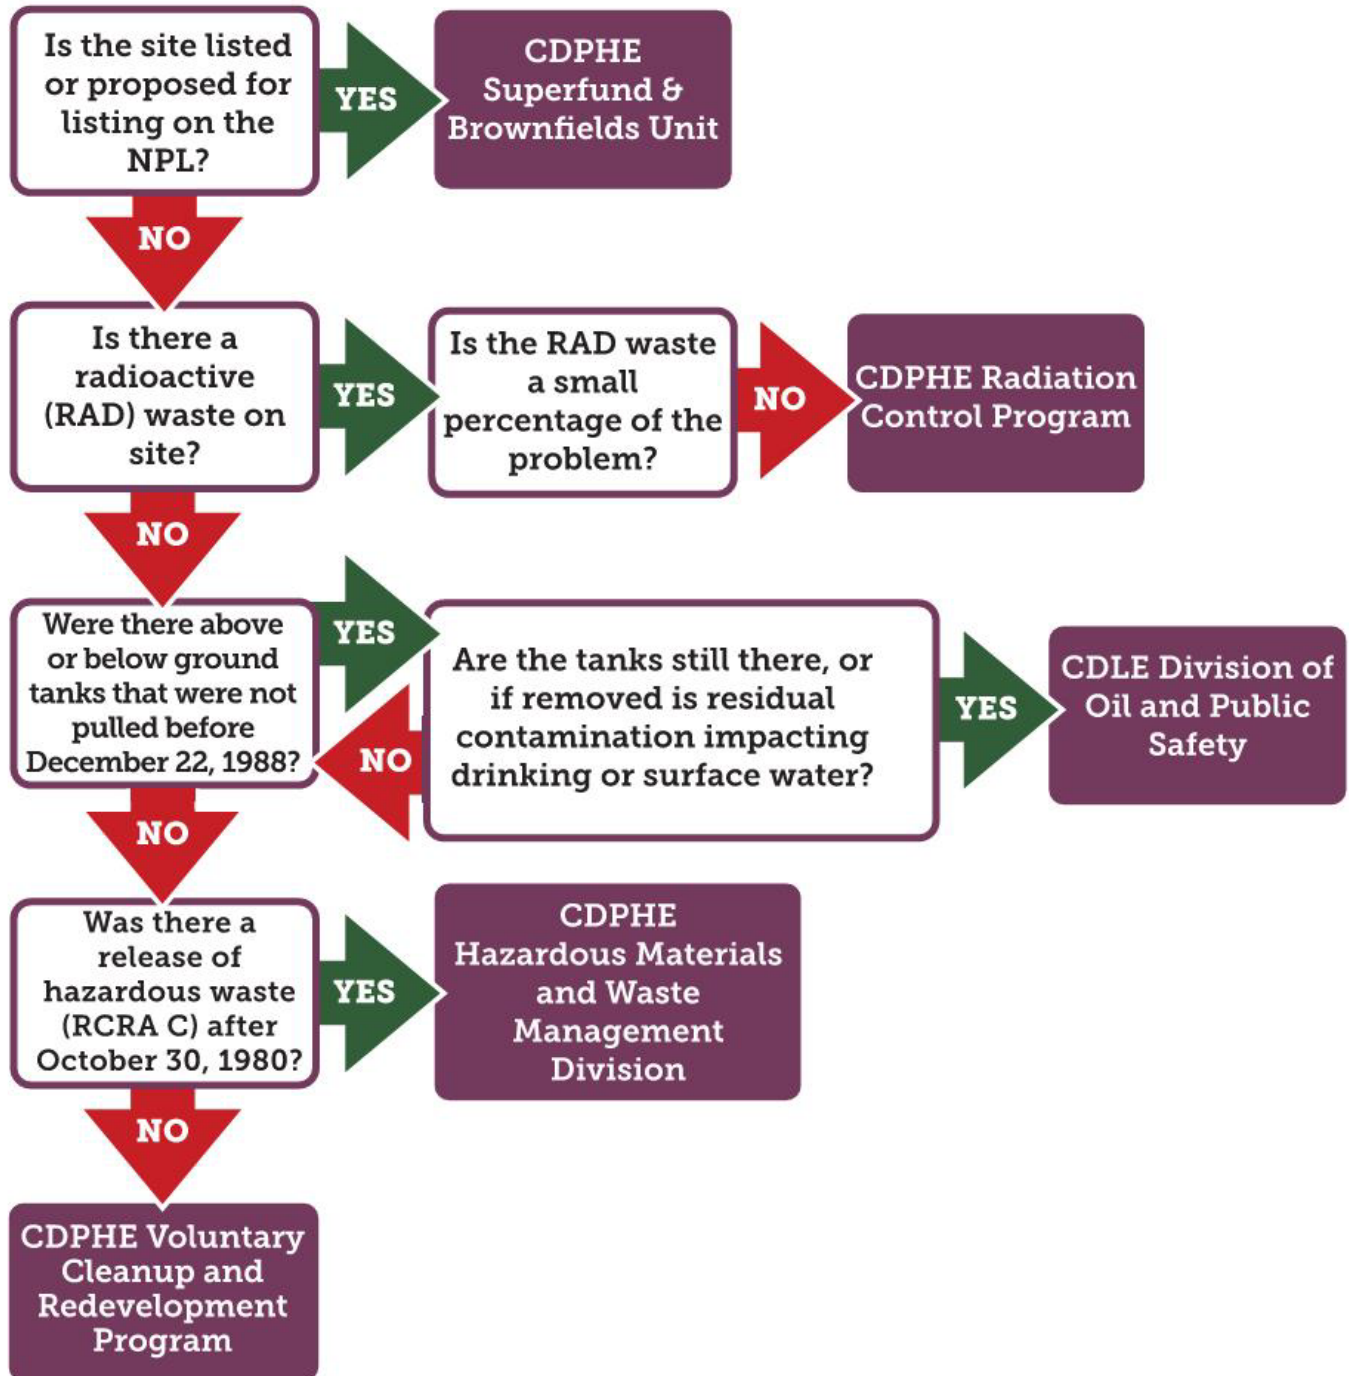 Is the site listed
or proposed for
listing on the
NPL?
YES
CDPHE
Superfund &
Brownfields Unit
NO
Is there a
radioactive
(RAD) waste on
site?
YES
Is the RAD waste
a small
percentage of the
problem?
NO
CDPHE Radiation
Control Program
NO
Were there above
or below ground
tanks that were not
pulled before
December 22, 1988?
YES
NO
Are the tanks still there, or
if removed is residual
contamination impacting
drinking or surface water?
YES
CDLE Division of
Oil and Public
Safety
NO
Was there a
release of
hazardous waste
(RCRA C) after
October 30, 1980?
YES
CDPHE
Hazardous Materials
and Waste
Management
Division
NO
CDPHE Voluntary
Cleanup and
Redevelopment
Program